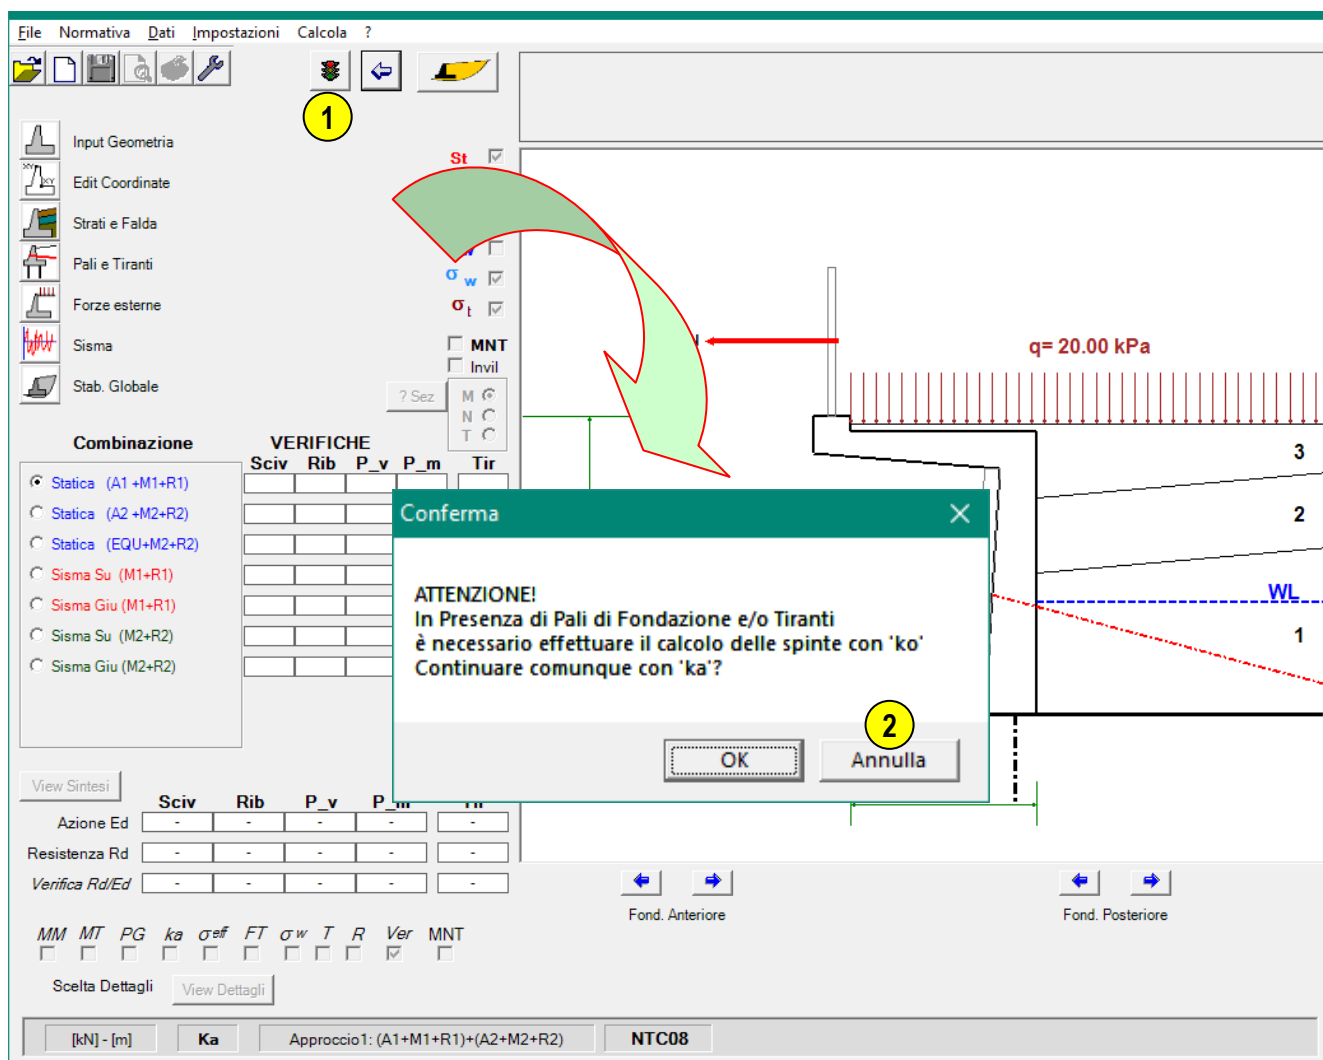 File Normativa Dati Impostazioni Calcola ?
1
Input Geometria
Edit Coordinate
Strati e Falda
Pali e Tiranti
Forze esterne
Sisma
Stab. Globale
St
σ w
σ t
MNT
Invil
? Sez
M
N
T
Combinazione
VERIFICHE
Sciv Rib P_v P_m Tir
Statica (A1 +M1+R1)
Statica (A2 +M2+R2)
Statica (EQU+M2+R2)
Sisma Su (M1+R1)
Sisma Giu (M1+R1)
Sisma Su (M2+R2)
Sisma Giu (M2+R2)
q= 20.00 kPa
3
2
WL
1
Conferma
ATTENZIONE!
In Presenza di Pali di Fondazione e/o Tiranti
è necessario effettuare il calcolo delle spinte con 'ko'
Continuare comunque con 'ka'?
2
OK Annulla
View Sintesi
Sciv Rib P_v P_m Tir
Azione Ed - - - - -
Resistenza Rd - - - - -
Verifica Rd/Ed - - - - -
Fond. Anteriore
Fond. Posteriore
MM MT PG ka σeff FT σw T R Ver MNT
Scelta Dettagli View Dettagli
[kN] - [m] Ka Approccio1: (A1+M1+R1)+(A2+M2+R2) NTC08